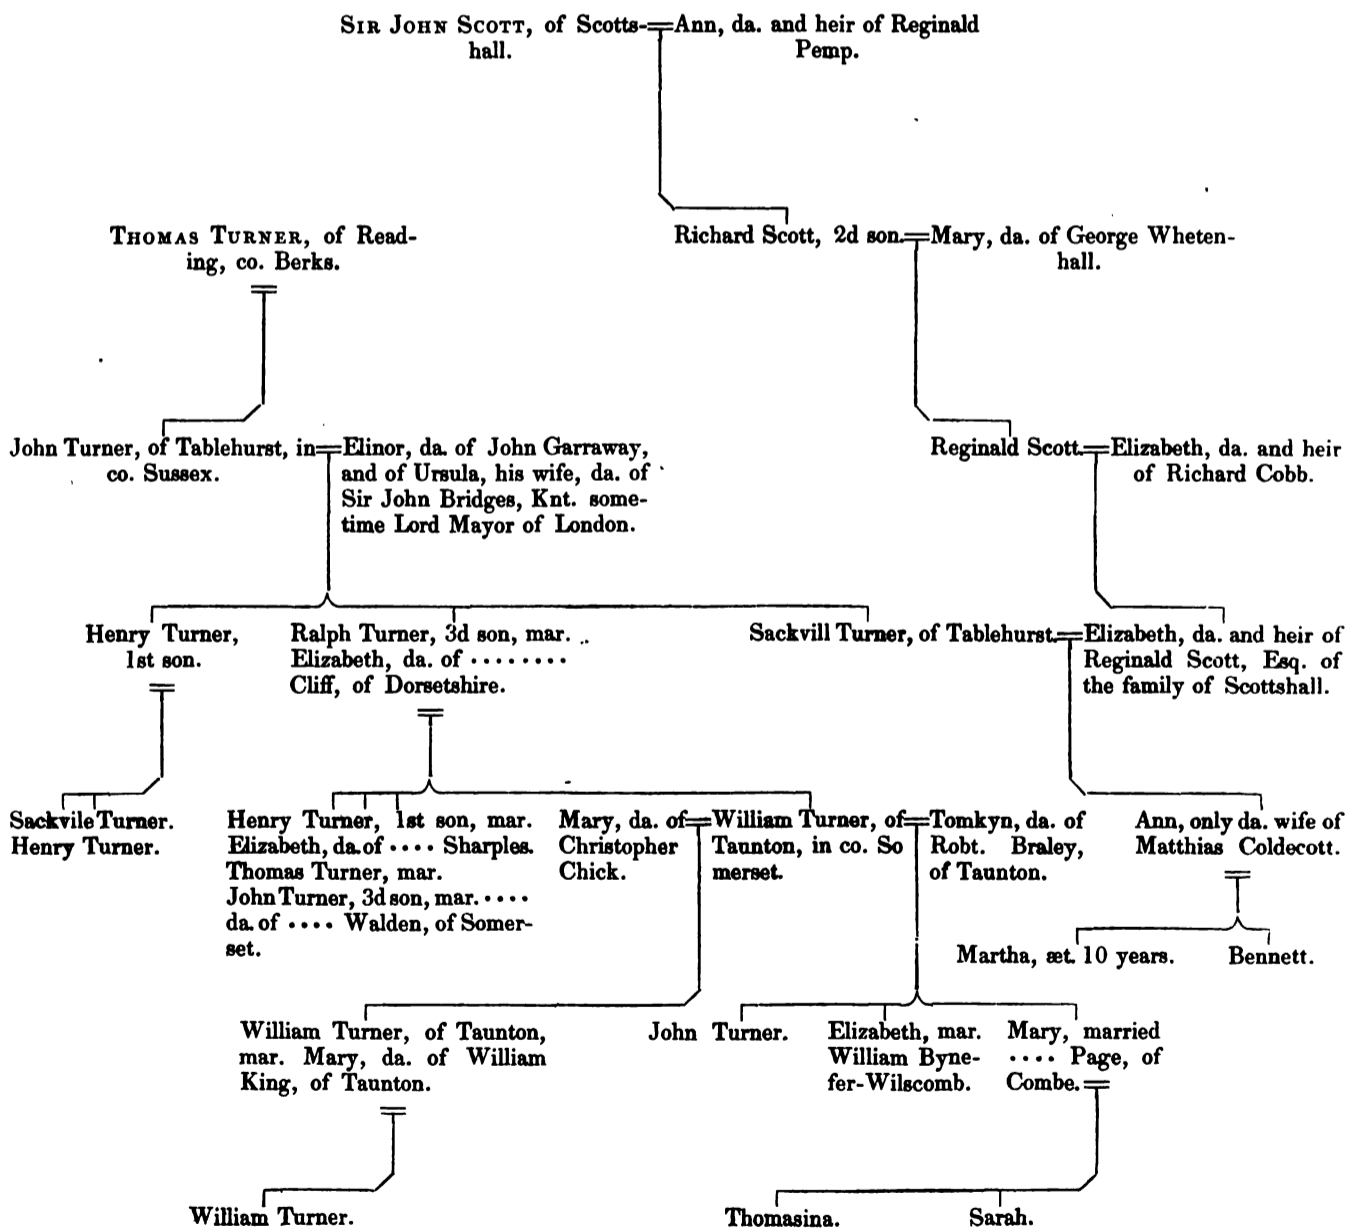 SIR JOHN SCOTT, of Scotts-
hall.
Ann, da. and heir of Reginald
Pemp.
THOMAS TURNER, of Read-
ing, co. Berks.
Richard Scott, 2d son.
Mary, da. of George Wheten-
hall.
John Turner, of Tablehurst, in
co. Sussex.
Elinor, da. of John Garraway,
and of Ursula, his wife, da. of
Sir John Bridges, Knt. some-
time Lord Mayor of London.
Reginald Scott.
Elizabeth, da. and heir
of Richard Cobb.
Henry Turner,
1st son.
Ralph Turner, 3d son, mar.
Elizabeth, da. of ········
Cliff, of Dorsetshire.
Sackvill Turner, of Tablehurst.
Elizabeth, da. and heir of
Reginald Scott, Esq. of
the family of Scottshall.
Sackvile Turner.
Henry Turner.
Henry Turner, 1st son, mar.
Elizabeth, da. of ···· Sharples.
Thomas Turner, mar.
John Turner, 3d son, mar. ····
da. of ···· Walden, of Somer-
set.
Mary, da. of
Christopher
Chick.
William Turner, of
Taunton, in co. So
merset.
Tomkyn, da. of
Robt. Braley,
of Taunton.
Ann, only da. wife of
Matthias Coldecott.
Martha, æt. 10 years.
Bennett.
William Turner, of Taunton,
mar. Mary, da. of William
King, of Taunton.
John Turner.
Elizabeth, mar.
William Byne-
fer-Wilscomb.
Mary, married
···· Page, of
Combe.
William Turner.
Thomasina.
Sarah.